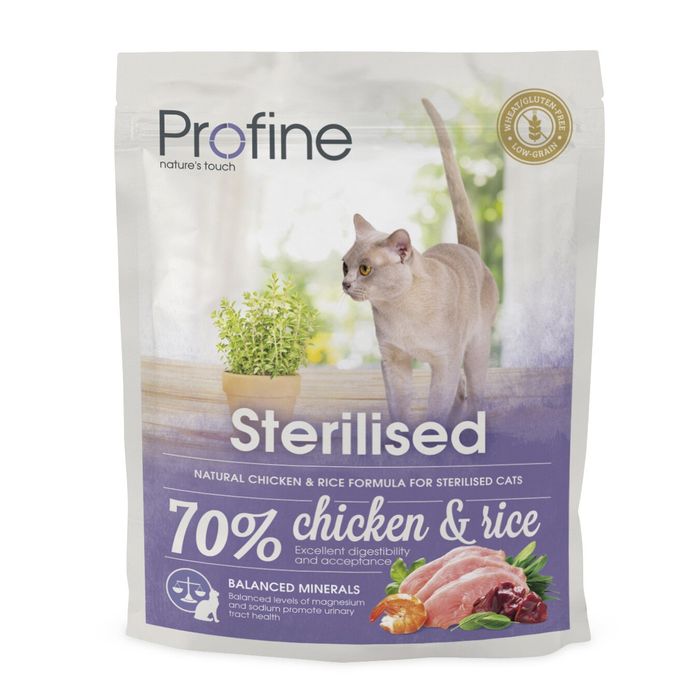 Profine
nature's touch
WHEAT/GLUTEN-FREE
LOW-GRAIN
Sterilised
NATURAL CHICKEN & RICE FORMULA FOR STERILISED CATS
70% chicken & rice
Excellent digestibility
and acceptance
BALANCED MINERALS
Balanced levels of magnesium
and sodium promote urinary
tract health